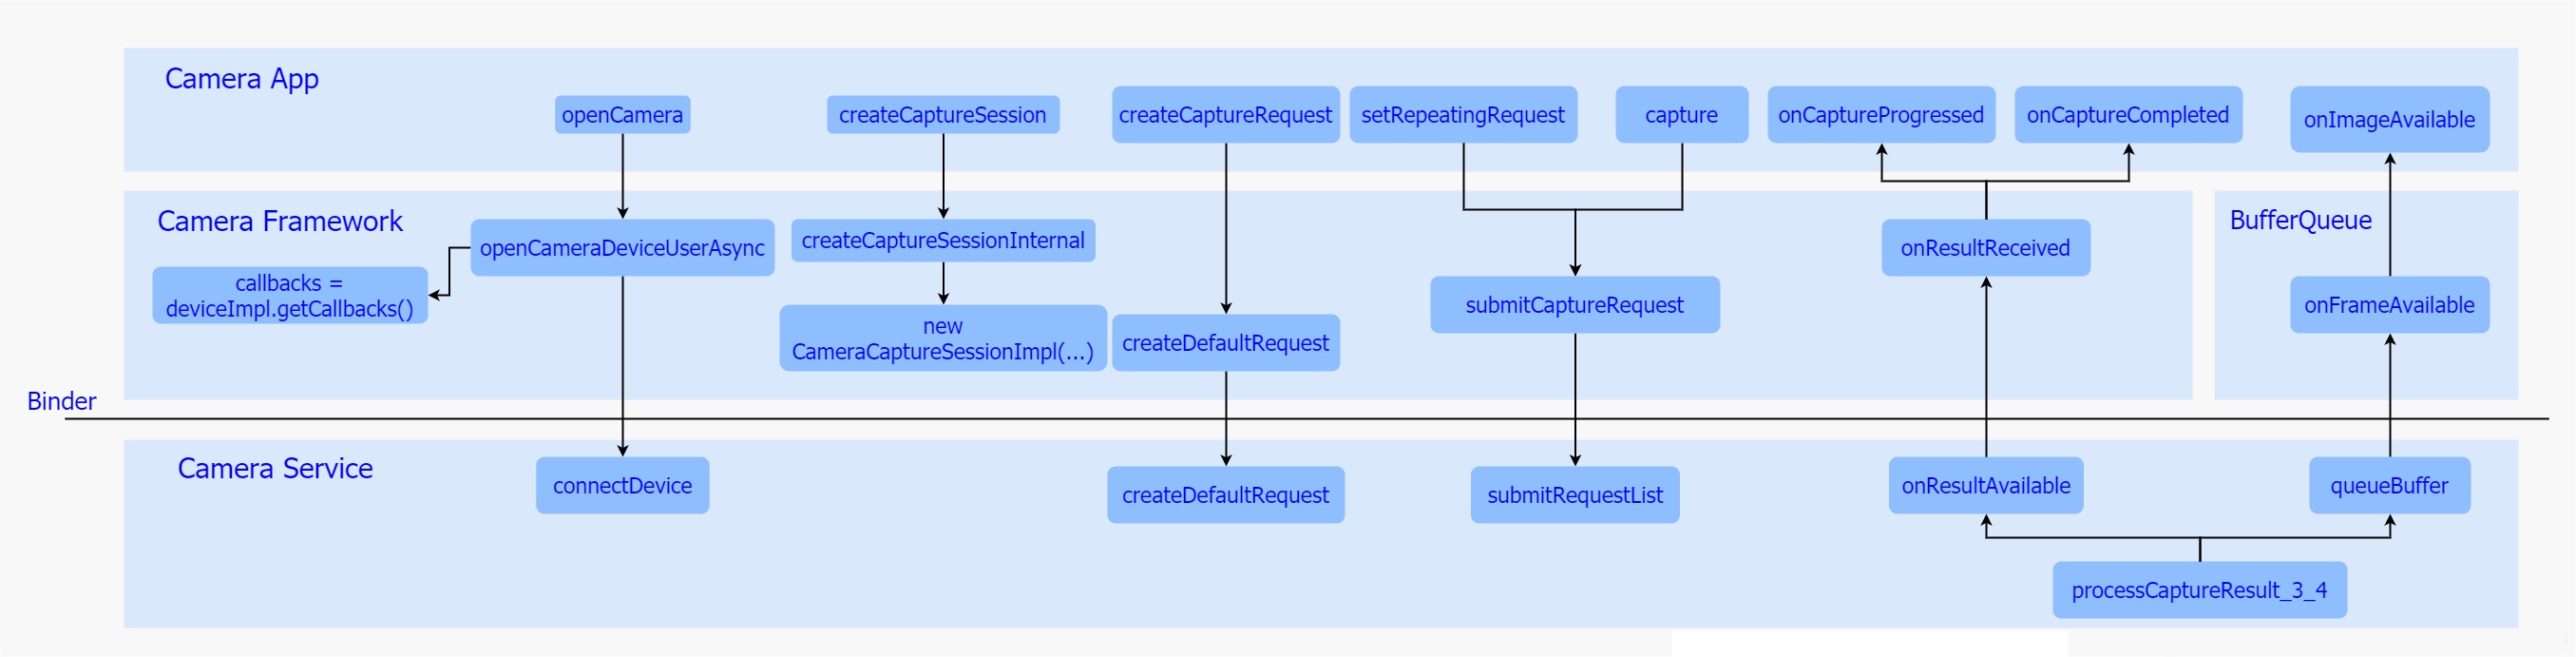 Camera App
openCamera
createCaptureSession
createCaptureRequest
setRepeatingRequest
capture
onCaptureProgressed
onCaptureCompleted
onImageAvailable
Camera Framework
openCameraDeviceUserAsync
callbacks =
deviceImpl.getCallbacks()
createCaptureSessionInternal
new
CameraCaptureSessionImpl(...)
createDefaultRequest
submitCaptureRequest
onResultReceived
BufferQueue
onFrameAvailable
Binder
Camera Service
connectDevice
createDefaultRequest
submitRequestList
onResultAvailable
queueBuffer
processCaptureResult_3_4